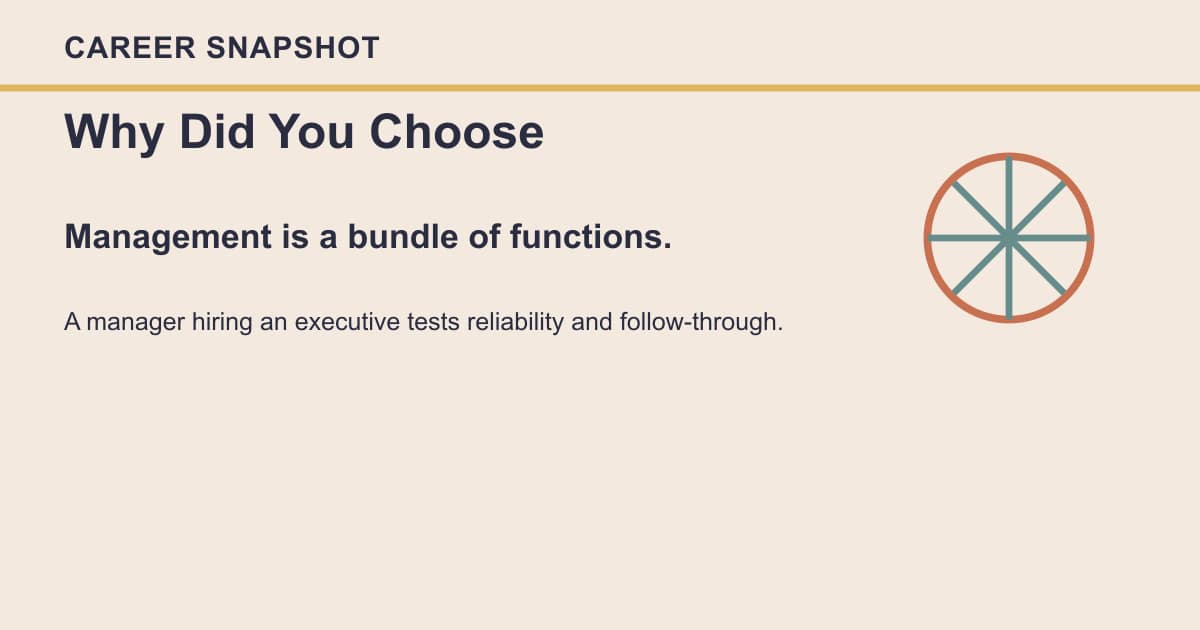 CAREER SNAPSHOT
Why Did You Choose
Management is a bundle of functions.
A manager hiring an executive tests reliability and follow-through.